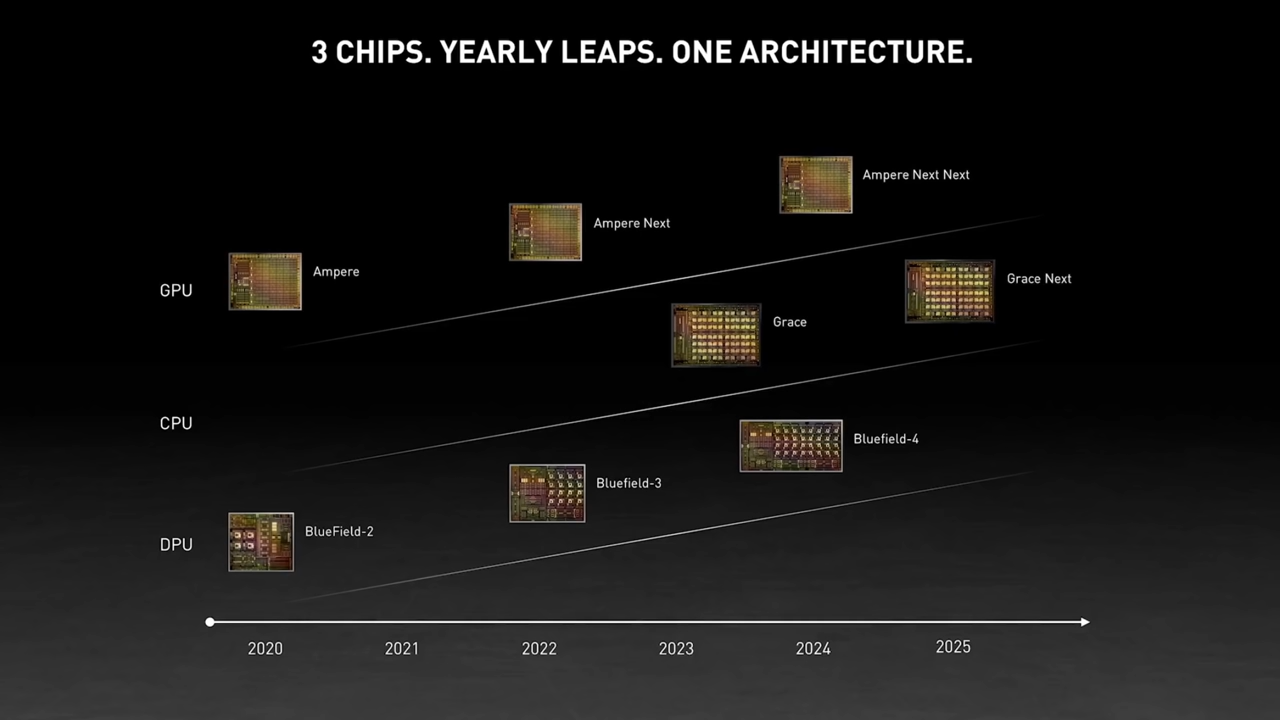 3 CHIPS. YEARLY LEAPS. ONE ARCHITECTURE.
Ampere Next Next
Ampere Next
Ampere
GPU
Grace Next
Grace
CPU
Bluefield-4
Bluefield-3
BlueField-2
DPU
2020 2021 2022 2023 2024 2025